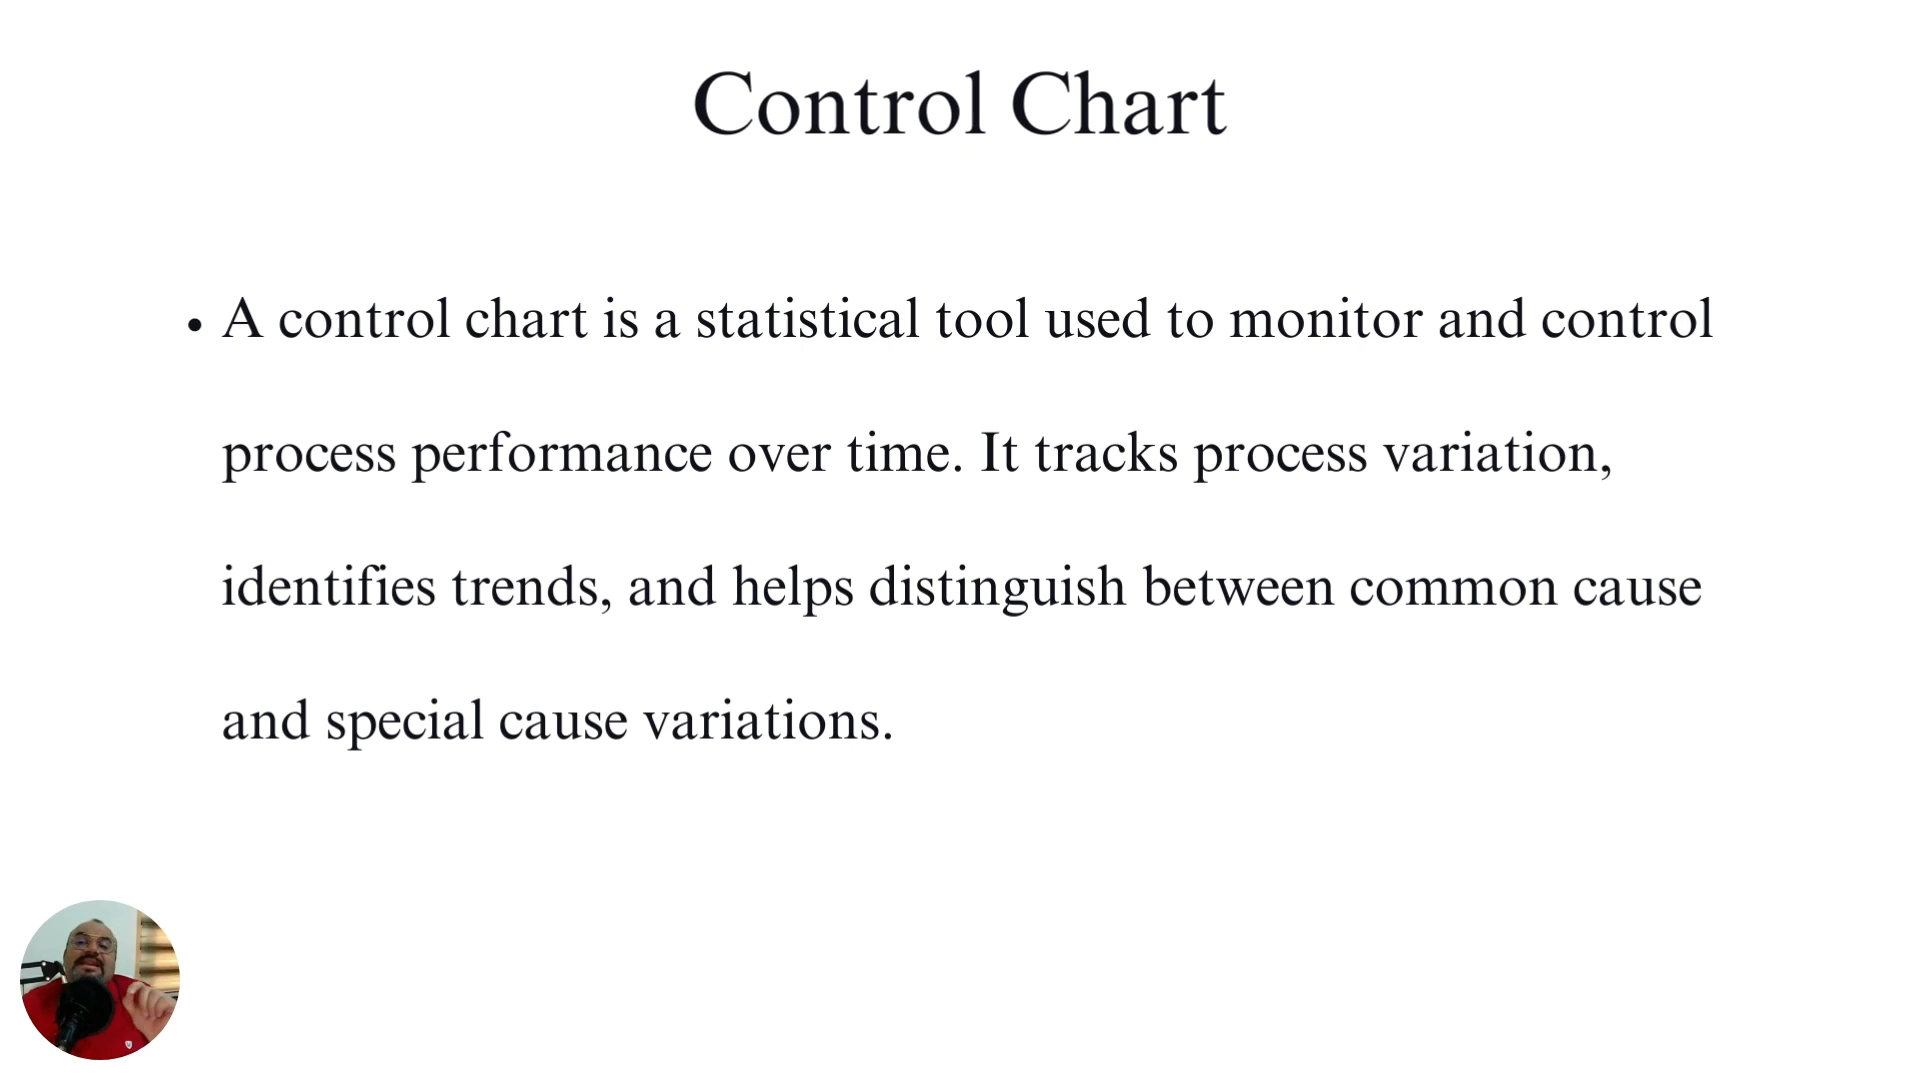 Control Chart
• A control chart is a statistical tool used to monitor and control
process performance over time. It tracks process variation,
identifies trends, and helps distinguish between common cause
and special cause variations.